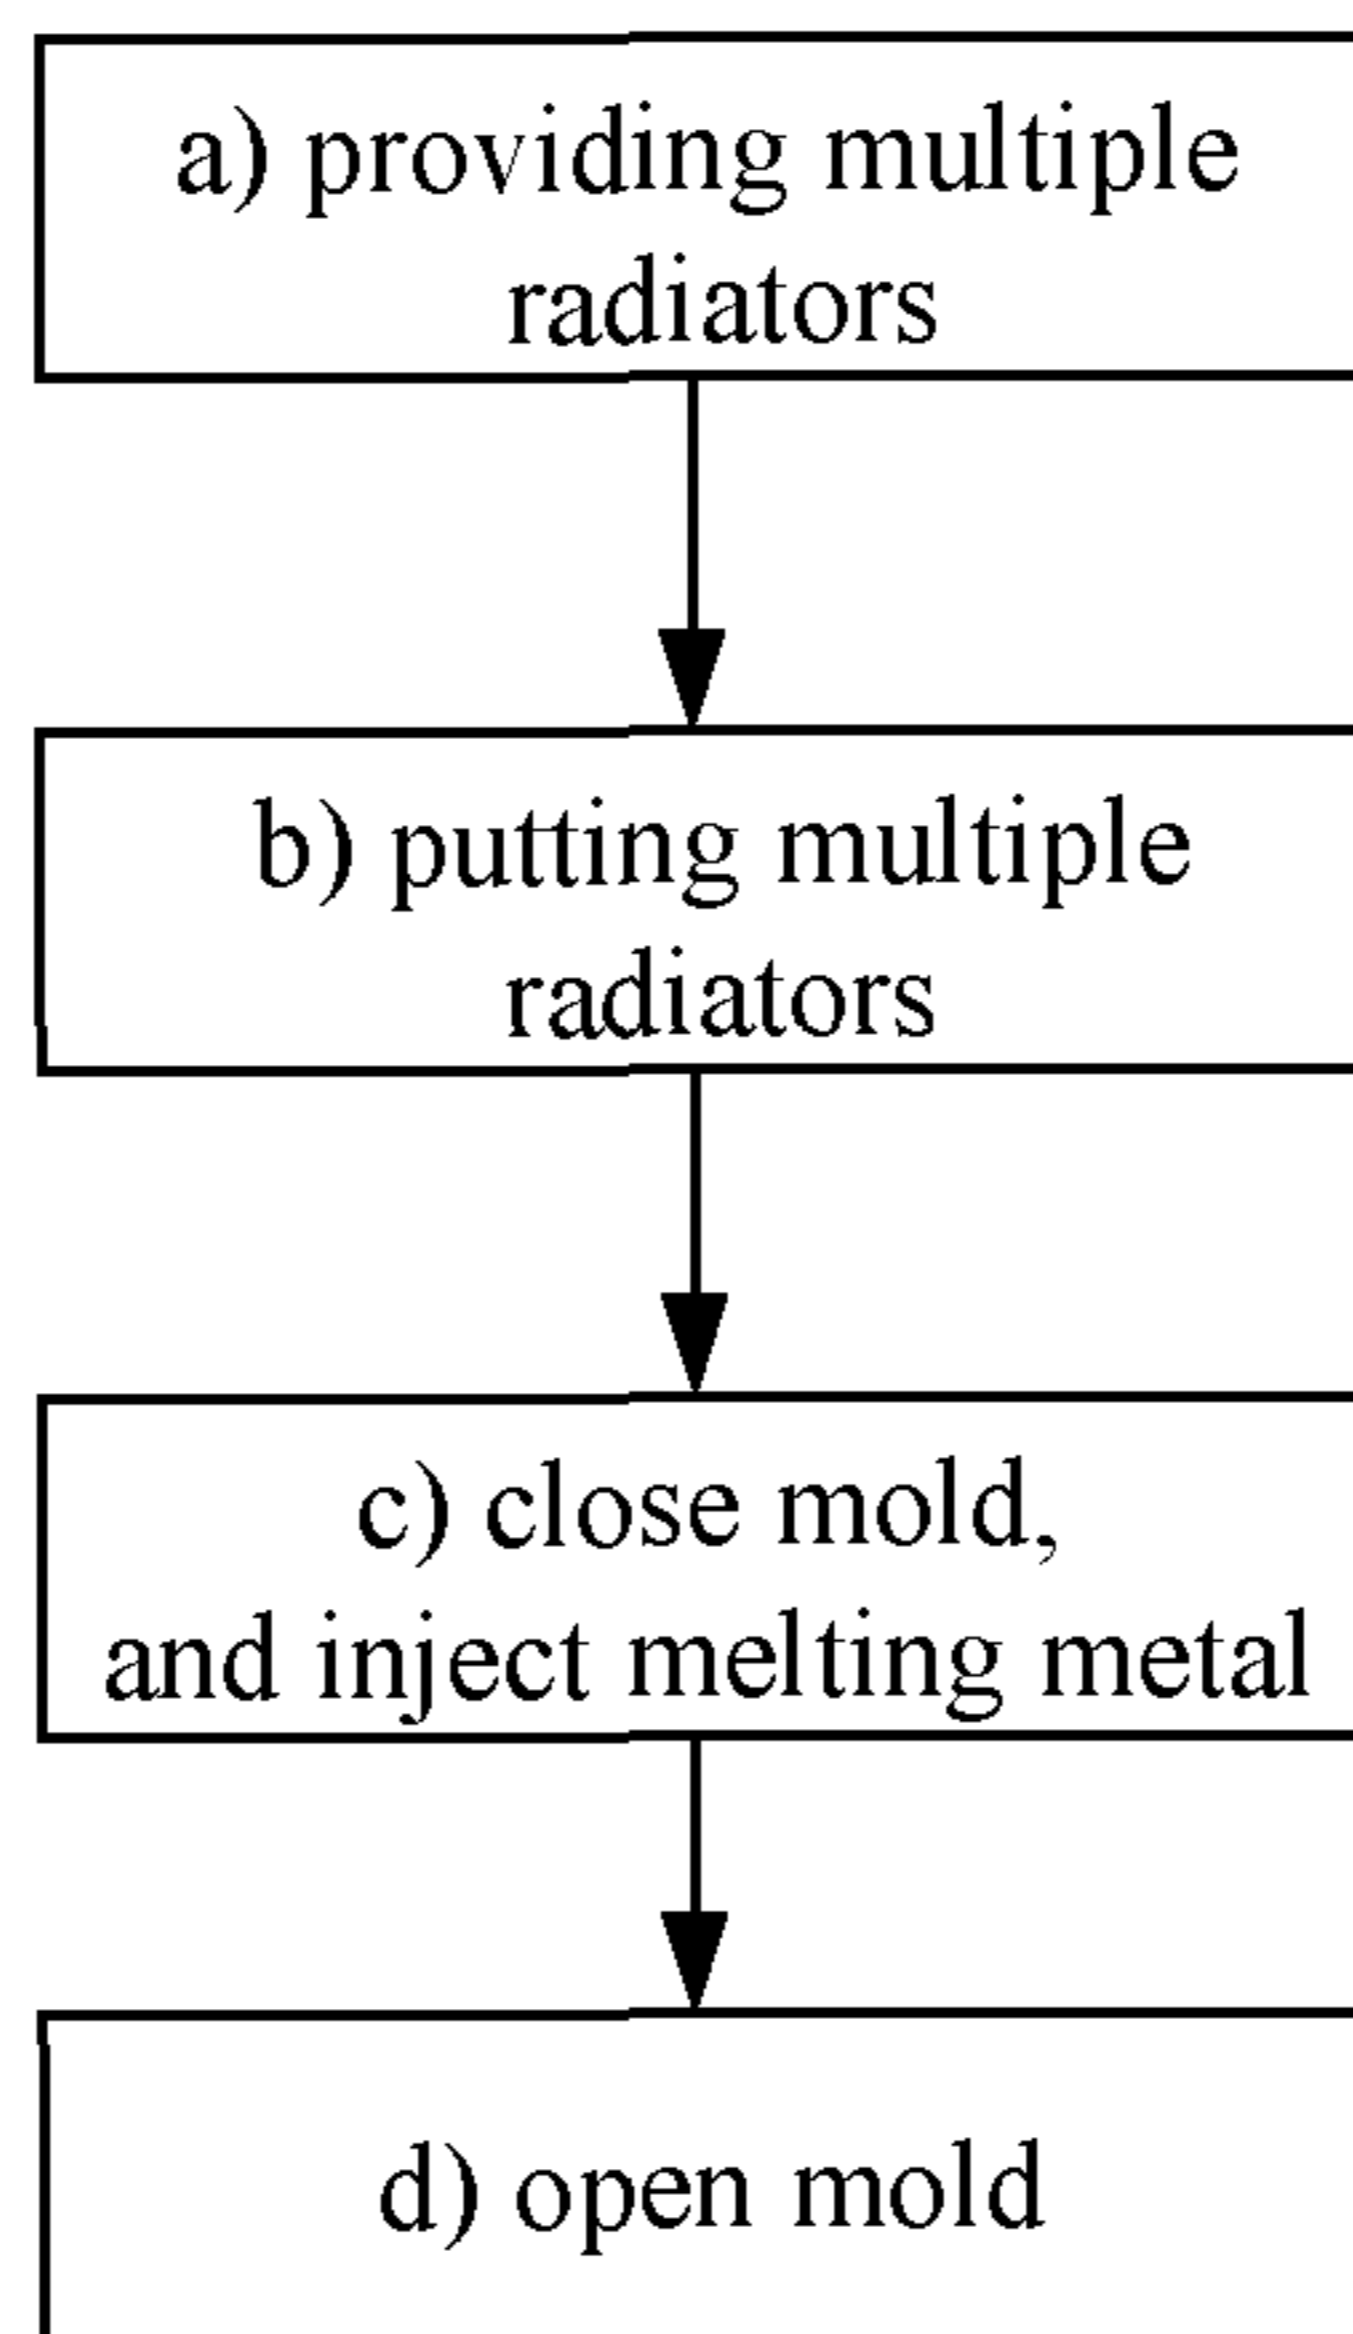 a) providing multiple
radiators
b) putting multiple
radiators
c) close mold,
and inject melting metal
d) open mold